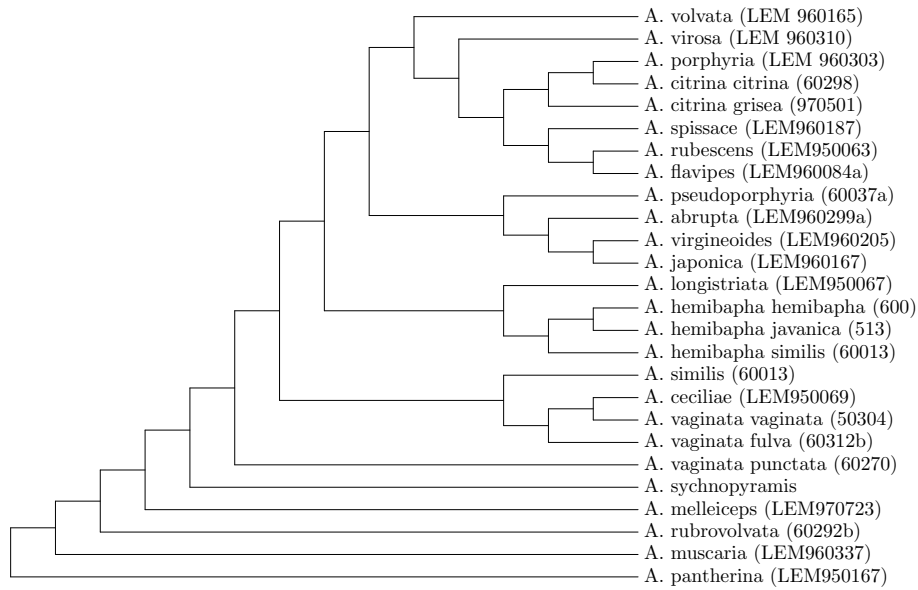 A. volvata (LEM 960165)
A. virosa (LEM 960310)
A. porphyria (LEM 960303)
A. citrina citrina (60298)
A. citrina grisea (970501)
A. spissace (LEM960187)
A. rubescens (LEM950063)
A. flavipes (LEM960084a)
A. pseudoporphyria (60037a)
A. abrupta (LEM960299a)
A. virgineoides (LEM960205)
A. japonica (LEM960167)
A. longistriata (LEM950067)
A. hemibapha hemibapha (600)
A. hemibapha javanica (513)
A. hemibapha similis (60013)
A. similis (60013)
A. ceciliae (LEM950069)
A. vaginata vaginata (50304)
A. vaginata fulva (60312b)
A. vaginata punctata (60270)
A. sychnopyramis
A. melleiceps (LEM970723)
A. rubrovolvata (60292b)
A. muscaria (LEM960337)
A. pantherina (LEM950167)